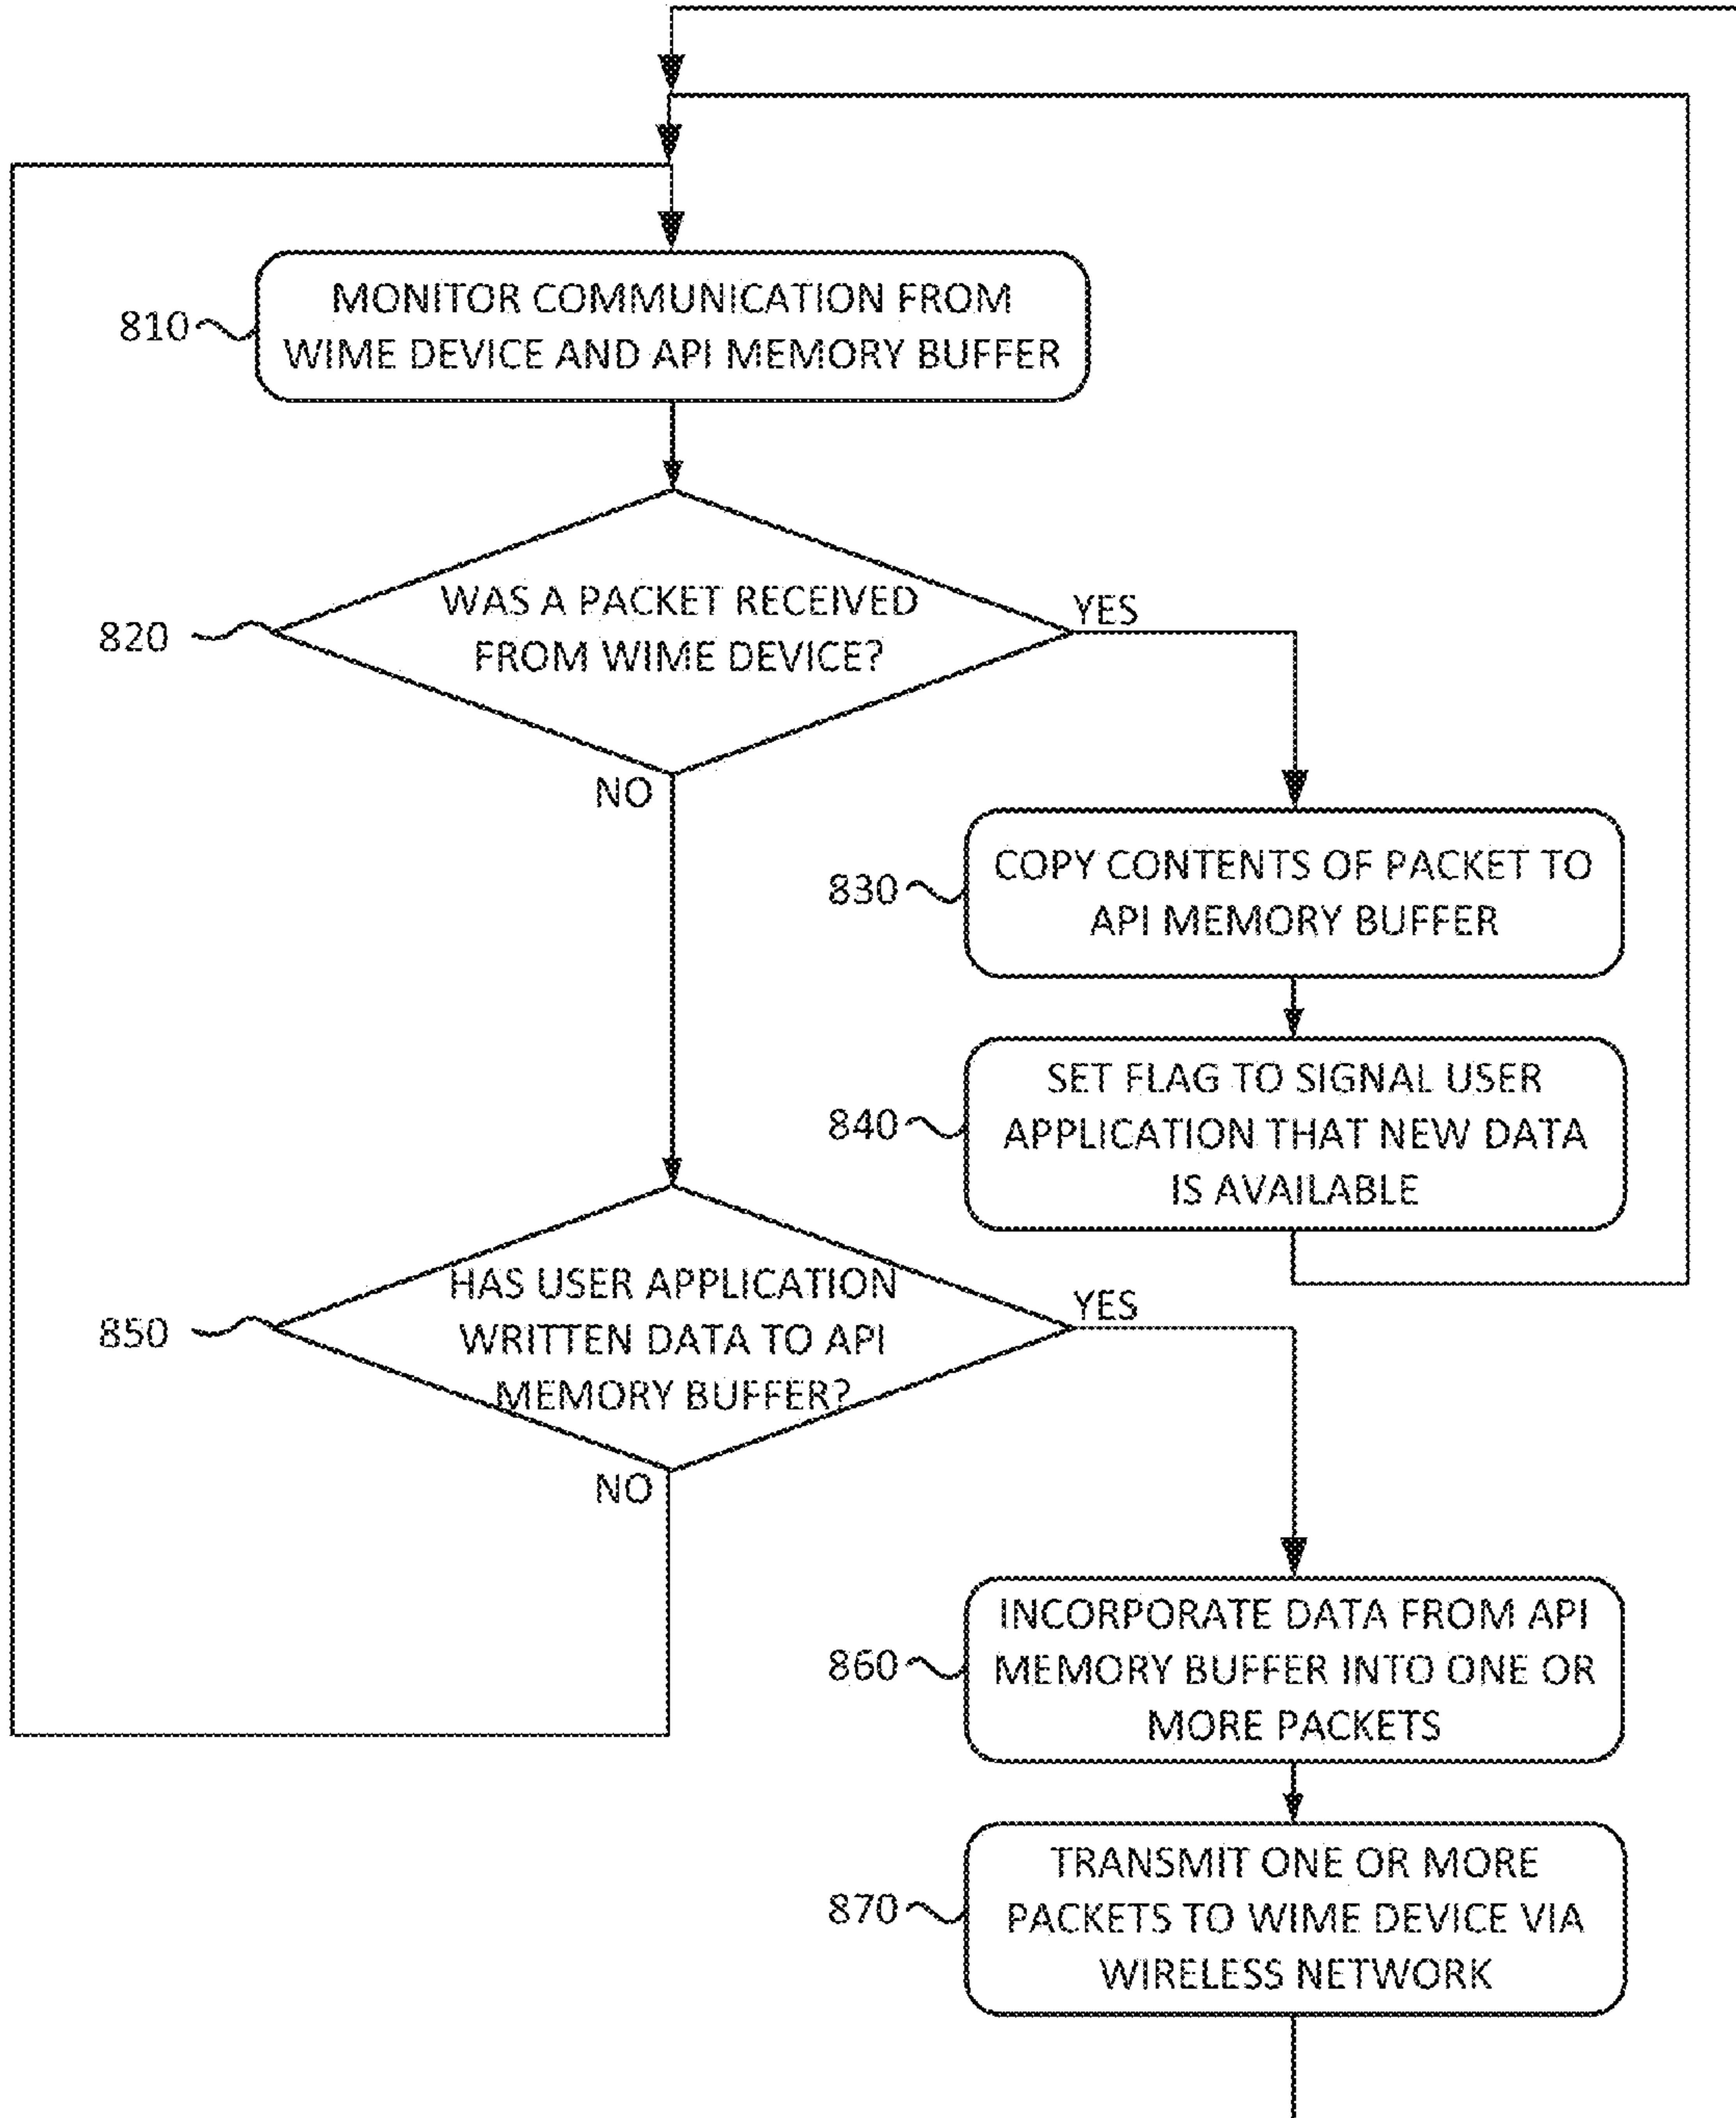 810
MONITOR COMMUNICATION FROM
WIME DEVICE AND API MEMORY BUFFER
820
WAS A PACKET RECEIVED
FROM WIME DEVICE?
YES
NO
830
COPY CONTENTS OF PACKET TO
API MEMORY BUFFER
840
SET FLAG TO SIGNAL USER
APPLICATION THAT NEW DATA
IS AVAILABLE
850
HAS USER APPLICATION
WRITTEN DATA TO API
MEMORY BUFFER?
YES
NO
860
INCORPORATE DATA FROM API
MEMORY BUFFER INTO ONE OR
MORE PACKETS
870
TRANSMIT ONE OR MORE
PACKETS TO WIME DEVICE VIA
WIRELESS NETWORK